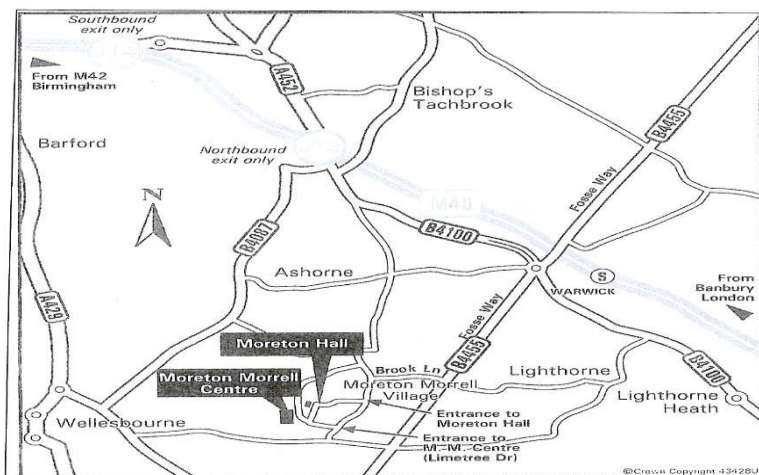 Southbound
exit only
J14
From M42
Birmingham
A452
Bishop's
Tachbrook
B4455
Barford
Northbound
exit only
J13
M40
Fosse Way
N
B4087
B4100
Ashorne
S
WARWICK
From
Banbury
London
A429
Fosse Way
Moreton Hall
B4455
Brook Ln
Lighthorne
B4100
Moreton Morrell
Centre
Moreton Morrell
Village
Lighthorne
Heath
Wellesbourne
Entrance to
Moreton Hall
Entrance to
M.M. Centre
(Limetree Dr)
©Crown Copyright 43428U